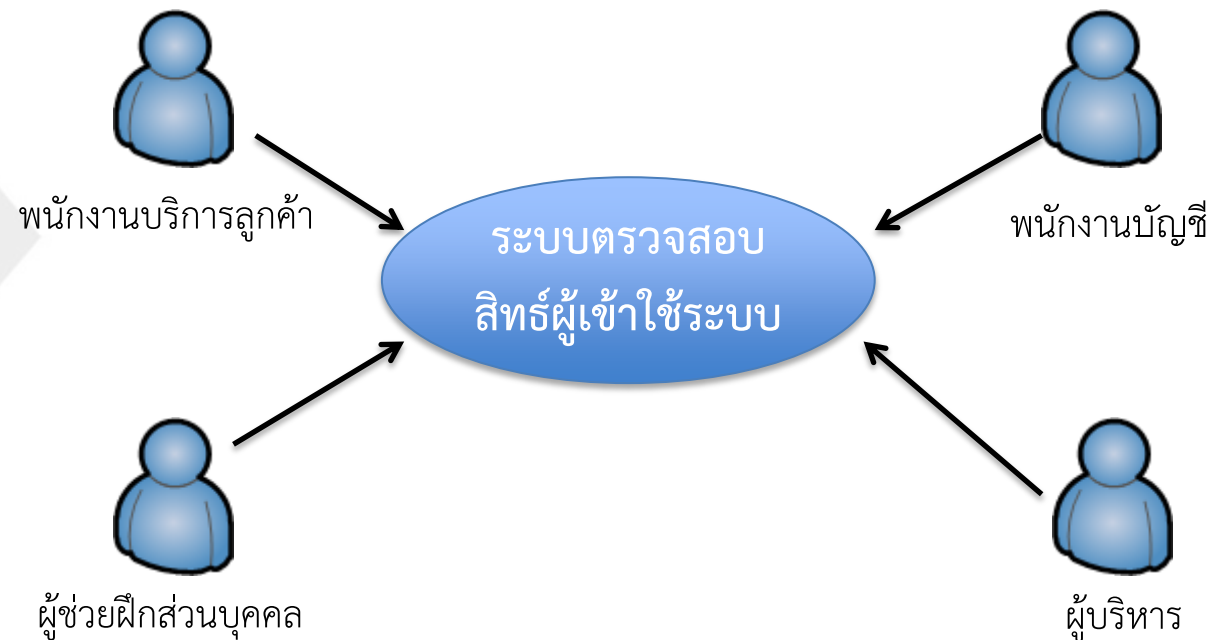 พนักงานบริการลูกค้า
พนักงานบัญชี
ระบบตรวจสอบ
สิทธ์ผู้เข้าใช้ระบบ
ผู้ช่วยฝึกส่วนบุคคล
ผู้บริหาร